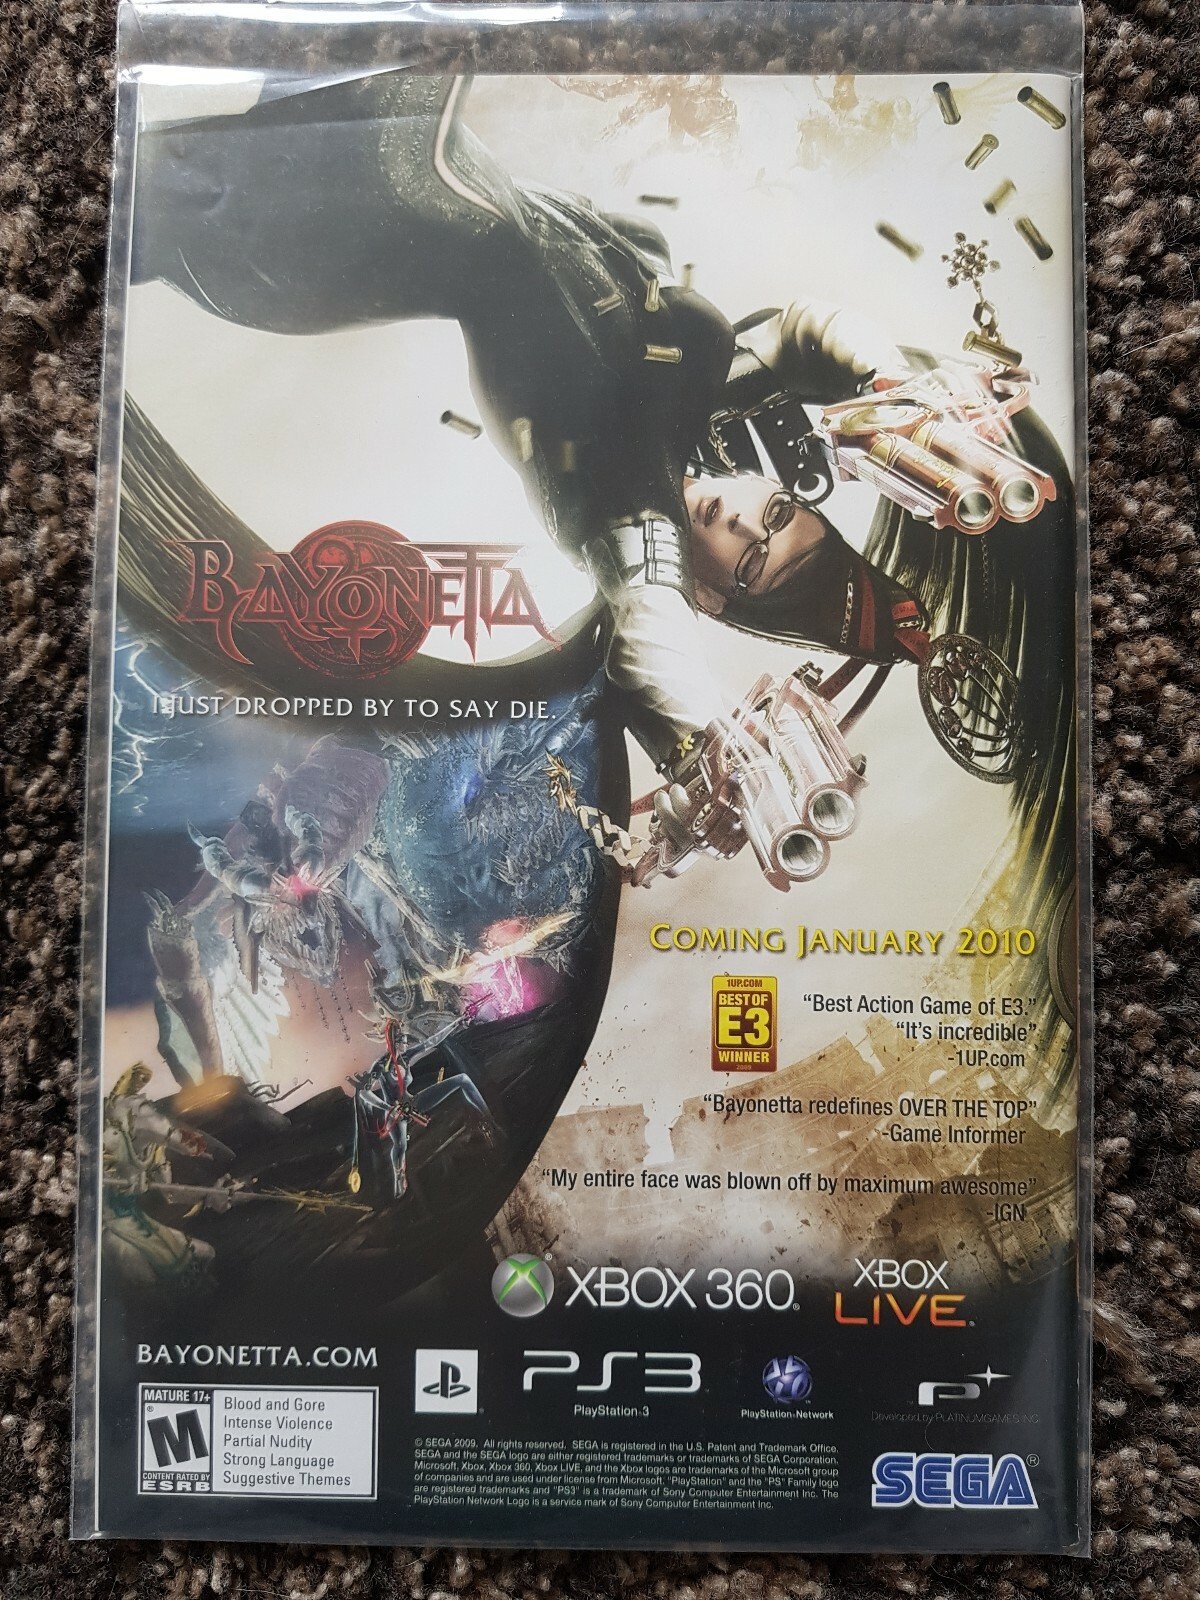 BAYONETTA
I JUST DROPPED BY TO SAY DIE.
COMING JANUARY 2010
1UP.COM
BEST OF
E3
WINNER
2009
"Best Action Game of E3."
"It's incredible"
-1UP.com
"Bayonetta redefines OVER THE TOP"
-Game Informer
"My entire face was blown off by maximum awesome"
-IGN
XBOX 360®
XBOX
LIVE®
BAYONETTA.COM
MATURE 17+
M®
CONTENT RATED BY
ESRB
Blood and Gore
Intense Violence
Partial Nudity
Strong Language
Suggestive Themes
PS3™
PlayStation®3
PlayStation®Network
Developed by PLATINUMGAMES INC.
© SEGA 2009. All rights reserved. SEGA is registered in the U.S. Patent and Trademark Office.
SEGA and the SEGA logo are either registered trademarks or trademarks of SEGA Corporation.
Microsoft, Xbox, Xbox 360, Xbox LIVE, and the Xbox logos are trademarks of the Microsoft group
of companies and are used under license from Microsoft. "PlayStation" and the "PS" Family logo
are registered trademarks and "PS3" is a trademark of Sony Computer Entertainment Inc. The
PlayStation Network Logo is a service mark of Sony Computer Entertainment Inc.
SEGA®